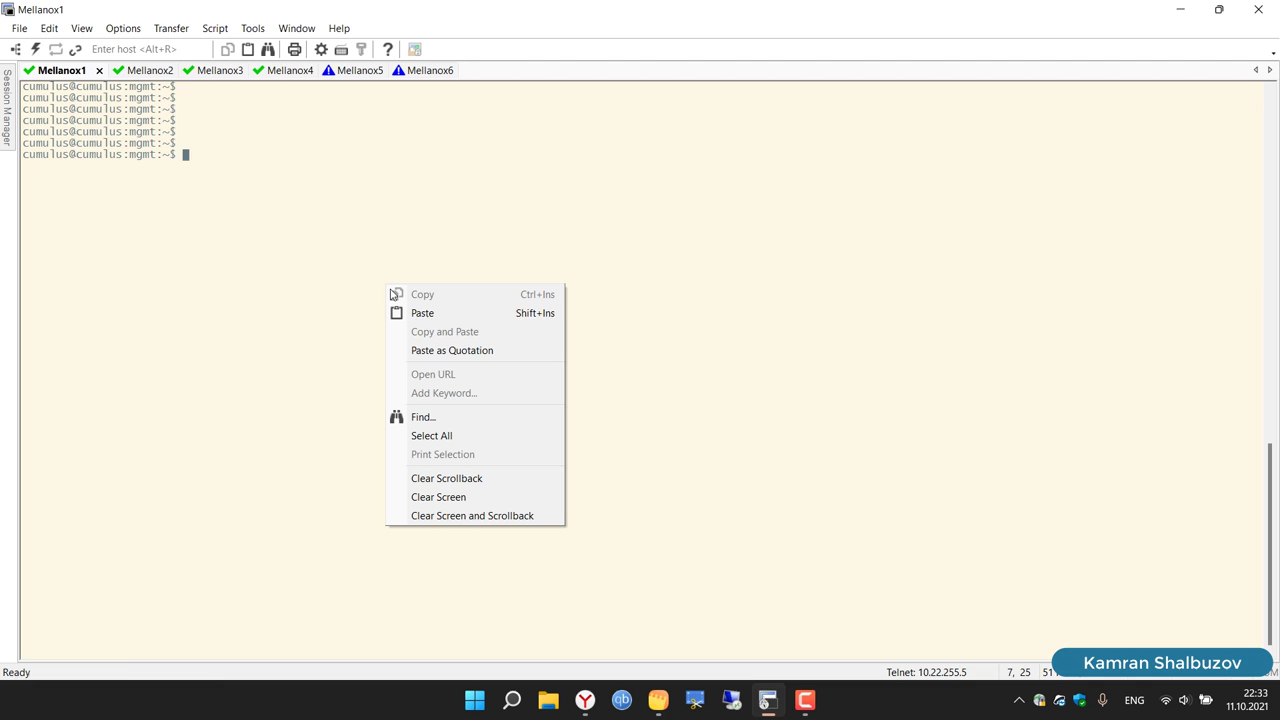 Mellanox1
File Edit View Options Transfer Script Tools Window Help
Enter host <Alt+R>
Mellanox1 Mellanox2 Mellanox3 Mellanox4 Mellanox5 Mellanox6
Session Manager
cumulus@cumulus:mgmt:~$
cumulus@cumulus:mgmt:~$
cumulus@cumulus:mgmt:~$
cumulus@cumulus:mgmt:~$
cumulus@cumulus:mgmt:~$
cumulus@cumulus:mgmt:~$
cumulus@cumulus:mgmt:~$
Copy Ctrl+Ins
Paste Shift+Ins
Copy and Paste
Paste as Quotation
Open URL
Add Keyword...
Find...
Select All
Print Selection
Clear Scrollback
Clear Screen
Clear Screen and Scrollback
Kamran Shalbuzov
Ready Telnet: 10.22.255.5 7, 25
ENG
22:33
11.10.2021